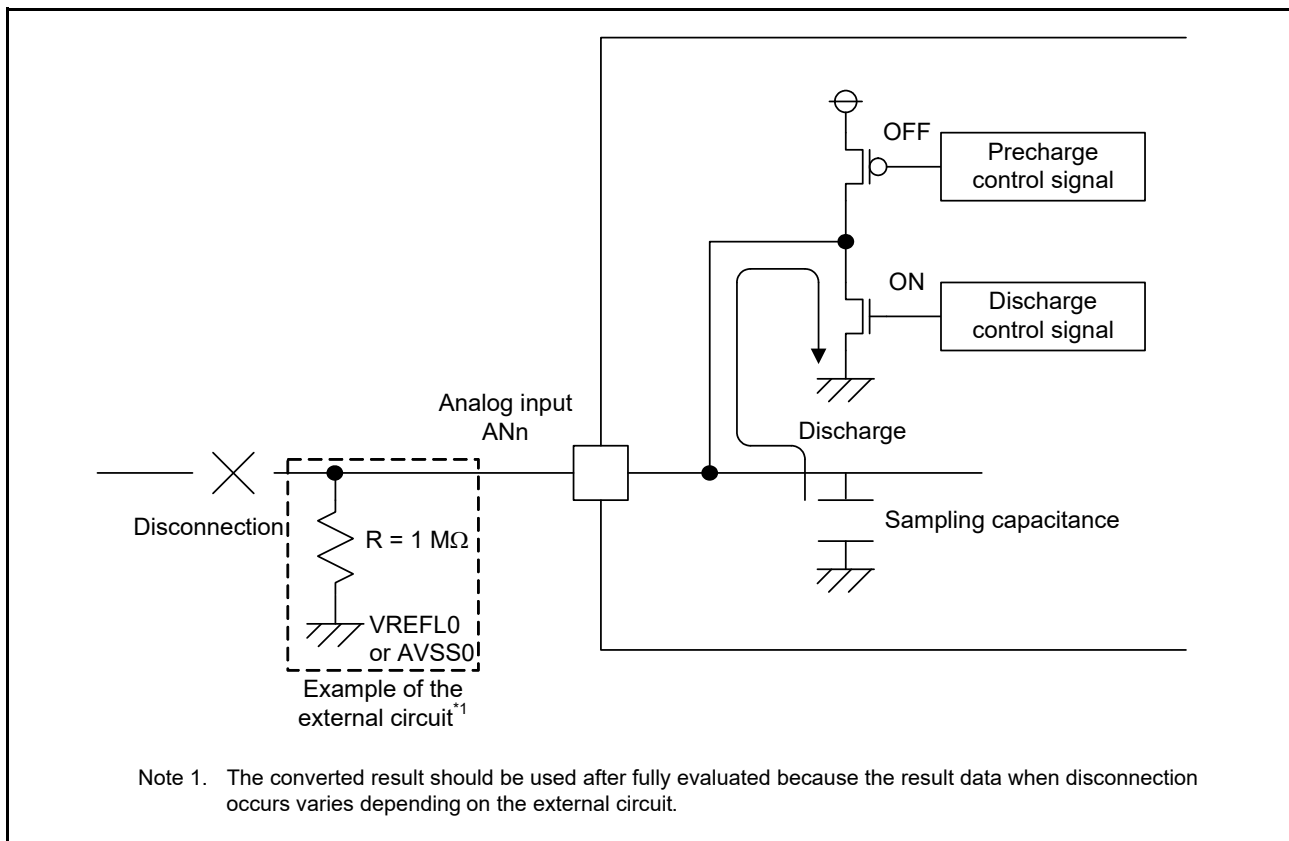 OFF
Precharge
control signal
ON
Discharge
control signal
Analog input
ANn
Discharge
Disconnection
R = 1 MΩ
Sampling capacitance
VREFL0
or AVSS0
Example of the
external circuit*1
Note 1. The converted result should be used after fully evaluated because the result data when disconnection
occurs varies depending on the external circuit.